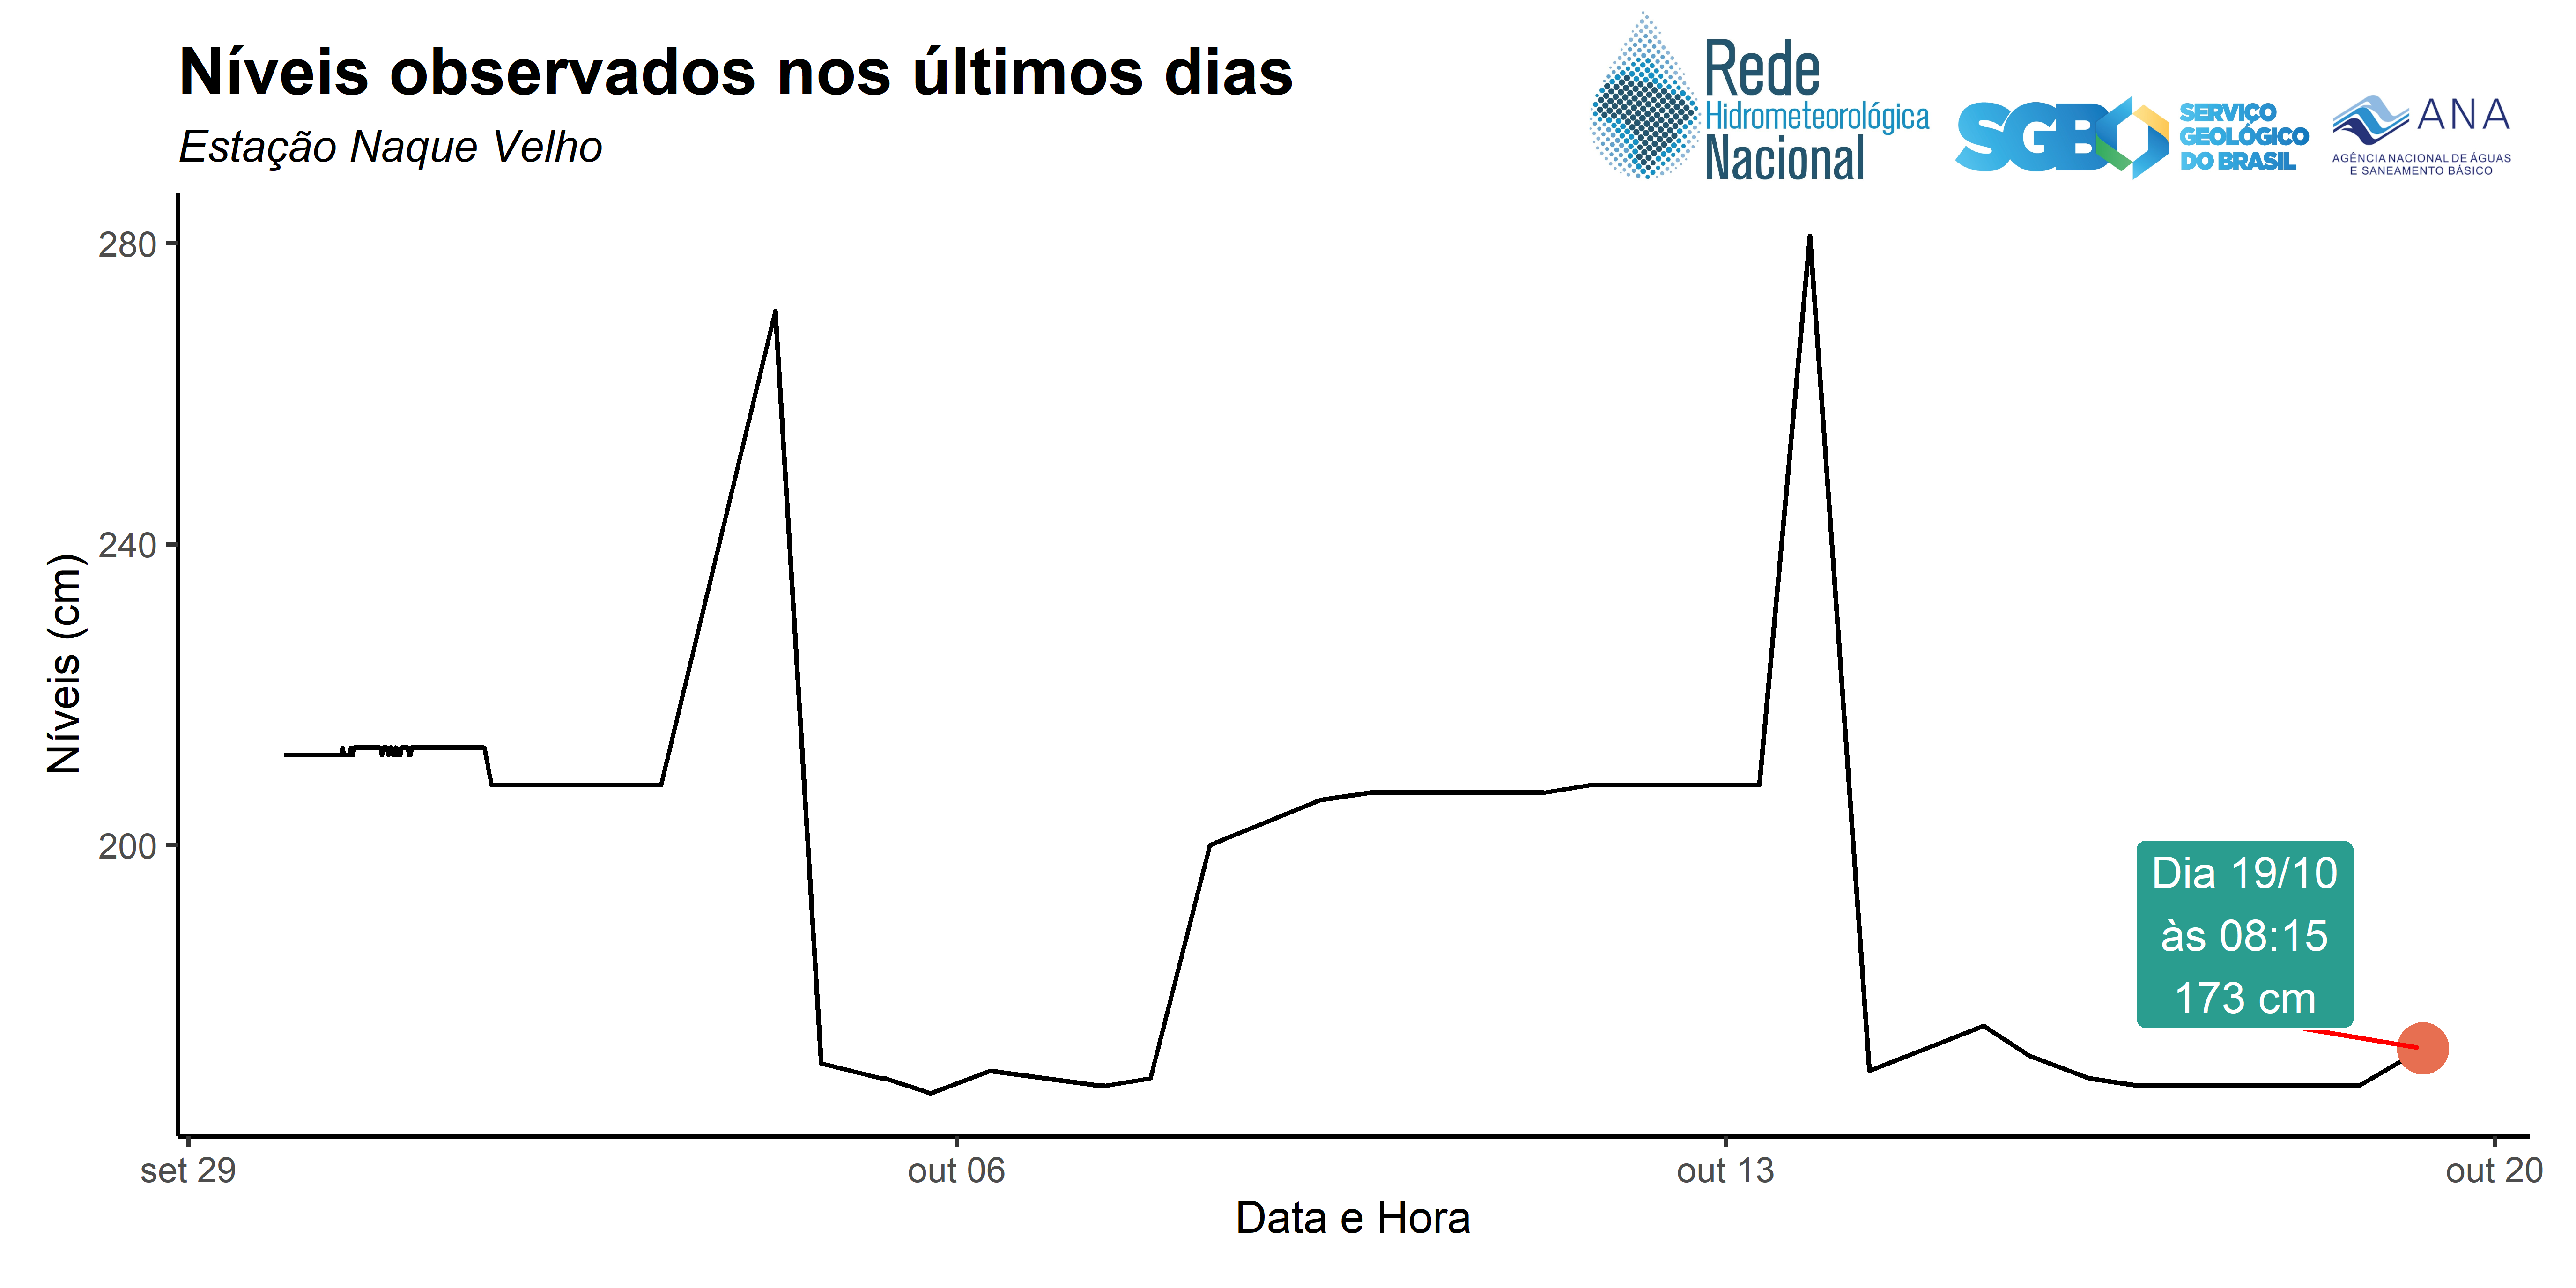 Níveis observados nos últimos dias
Estação Naque Velho
Rede
Hidrometeorológica
Nacional
SGB
SERVIÇO
GEOLÓGICO
DO BRASIL
ANA
AGÊNCIA NACIONAL DE ÁGUAS
E SANEAMENTO BÁSICO
280
240
200
Níveis (cm)
Dia 19/10
às 08:15
173 cm
set 29
out 06
out 13
out 20
Data e Hora